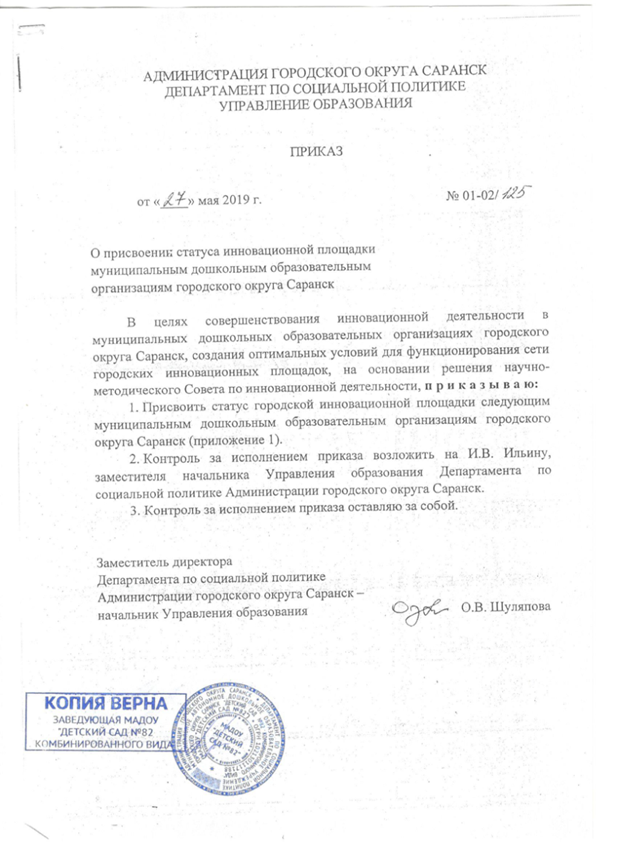 АДМИНИСТРАЦИЯ ГОРОДСКОГО ОКРУГА САРАНСК
ДЕПАРТАМЕНТ ПО СОЦИАЛЬНОЙ ПОЛИТИКЕ
УПРАВЛЕНИЕ ОБРАЗОВАНИЯ
ПРИКАЗ
от «27» мая 2019 г. № 01-02/125
О присвоении статуса инновационной площадки
муниципальным дошкольным образовательным
организациям городского округа Саранск
В целях совершенствования инновационной деятельности в
муниципальных дошкольных образовательных организациях городского
округа Саранск, создания оптимальных условий для функционирования сети
городских инновационных площадок, на основании решения научно-
методического Совета по инновационной деятельности, п р и к а з ы в а ю:
1. Присвоить статус городской инновационной площадки следующим
муниципальным дошкольным образовательным организациям городского
округа Саранск (приложение 1).
2. Контроль за исполнением приказа возложить на И.В. Ильину,
заместителя начальника Управления образования Департамента по
социальной политике Администрации городского округа Саранск.
3. Контроль за исполнением приказа оставляю за собой.
Заместитель директора
Департамента по социальной политике
Администрации городского округа Саранск –
начальник Управления образования О.В. Шуляпова
КОПИЯ ВЕРНА
ЗАВЕДУЮЩАЯ МАДОУ
"ДЕТСКИЙ САД №82
КОМБИНИРОВАННОГО ВИДА"
МАДОУ
"ДЕТСКИЙ
САД №82"